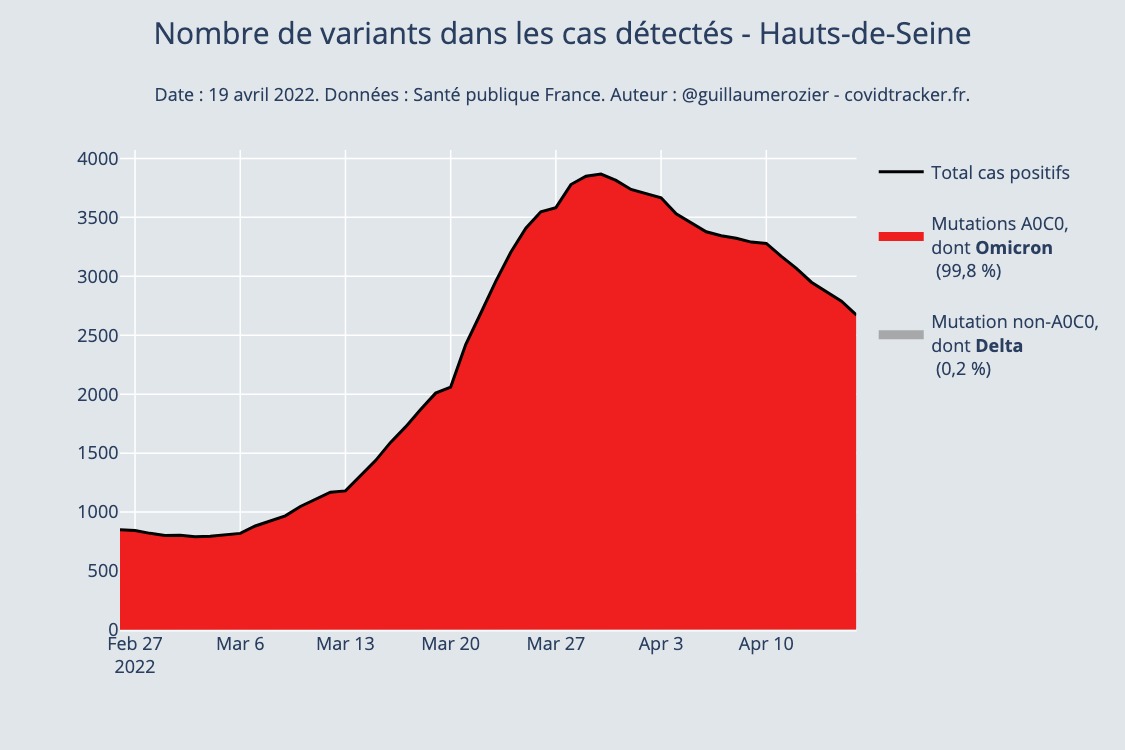 Nombre de variants dans les cas détectés - Hauts-de-Seine
Date : 19 avril 2022. Données : Santé publique France. Auteur : @guillaumerozier - covidtracker.fr.
4000
3500
3000
2500
2000
1500
1000
500
0
Feb 27
2022
Mar 6
Mar 13
Mar 20
Mar 27
Apr 3
Apr 10
Total cas positifs
Mutations A0C0,
dont Omicron
(99,8 %)
Mutation non-A0C0,
dont Delta
(0,2 %)